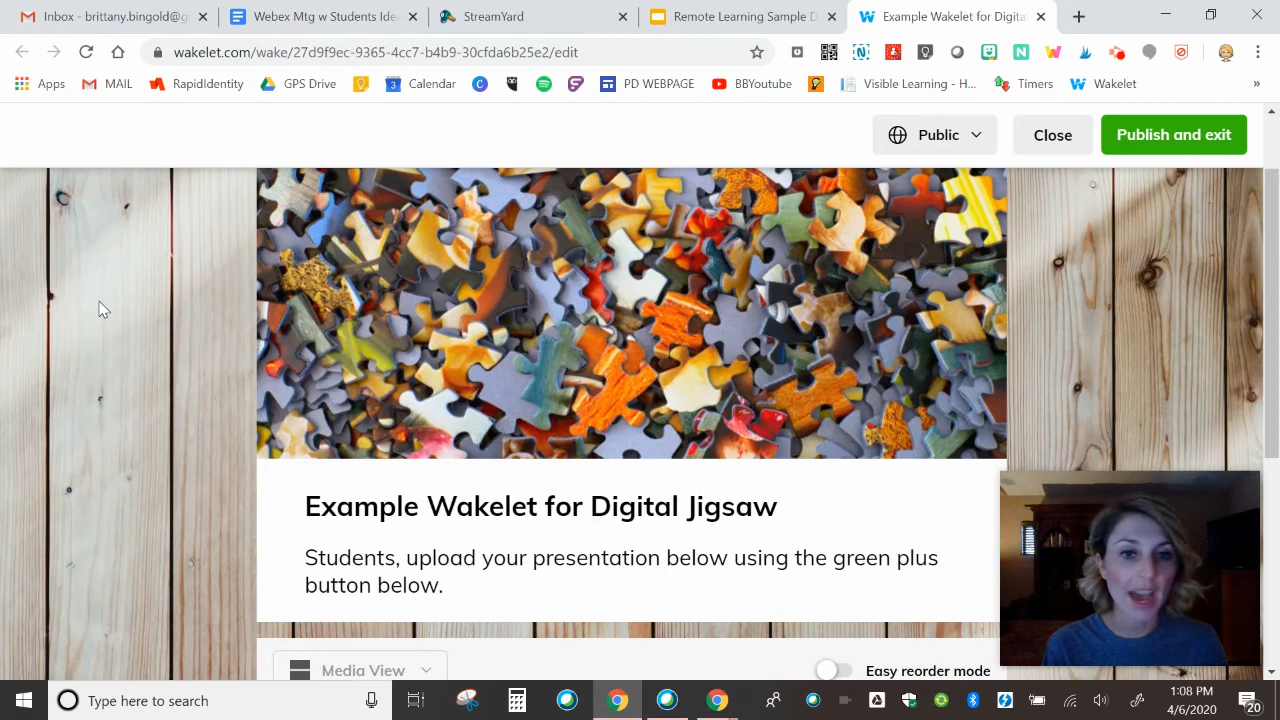 Inbox - brittany.bingold@g
Webex Mtg w Students Ide
StreamYard
Remote Learning Sample D
Example Wakelet for Digital
wakelet.com/wake/27d9f9ec-9365-4cc7-b4b9-30cfda6b25e2/edit
Apps
MAIL
RapidIdentity
GPS Drive
Calendar
PD WEBPAGE
BBYoutube
Visible Learning - H...
Timers
Wakelet
»
Public
Close
Publish and exit
Example Wakelet for Digital Jigsaw
Students, upload your presentation below using the green plus
button below.
Media View
Easy reorder mode
Type here to search
1:08 PM
4/6/2020
20